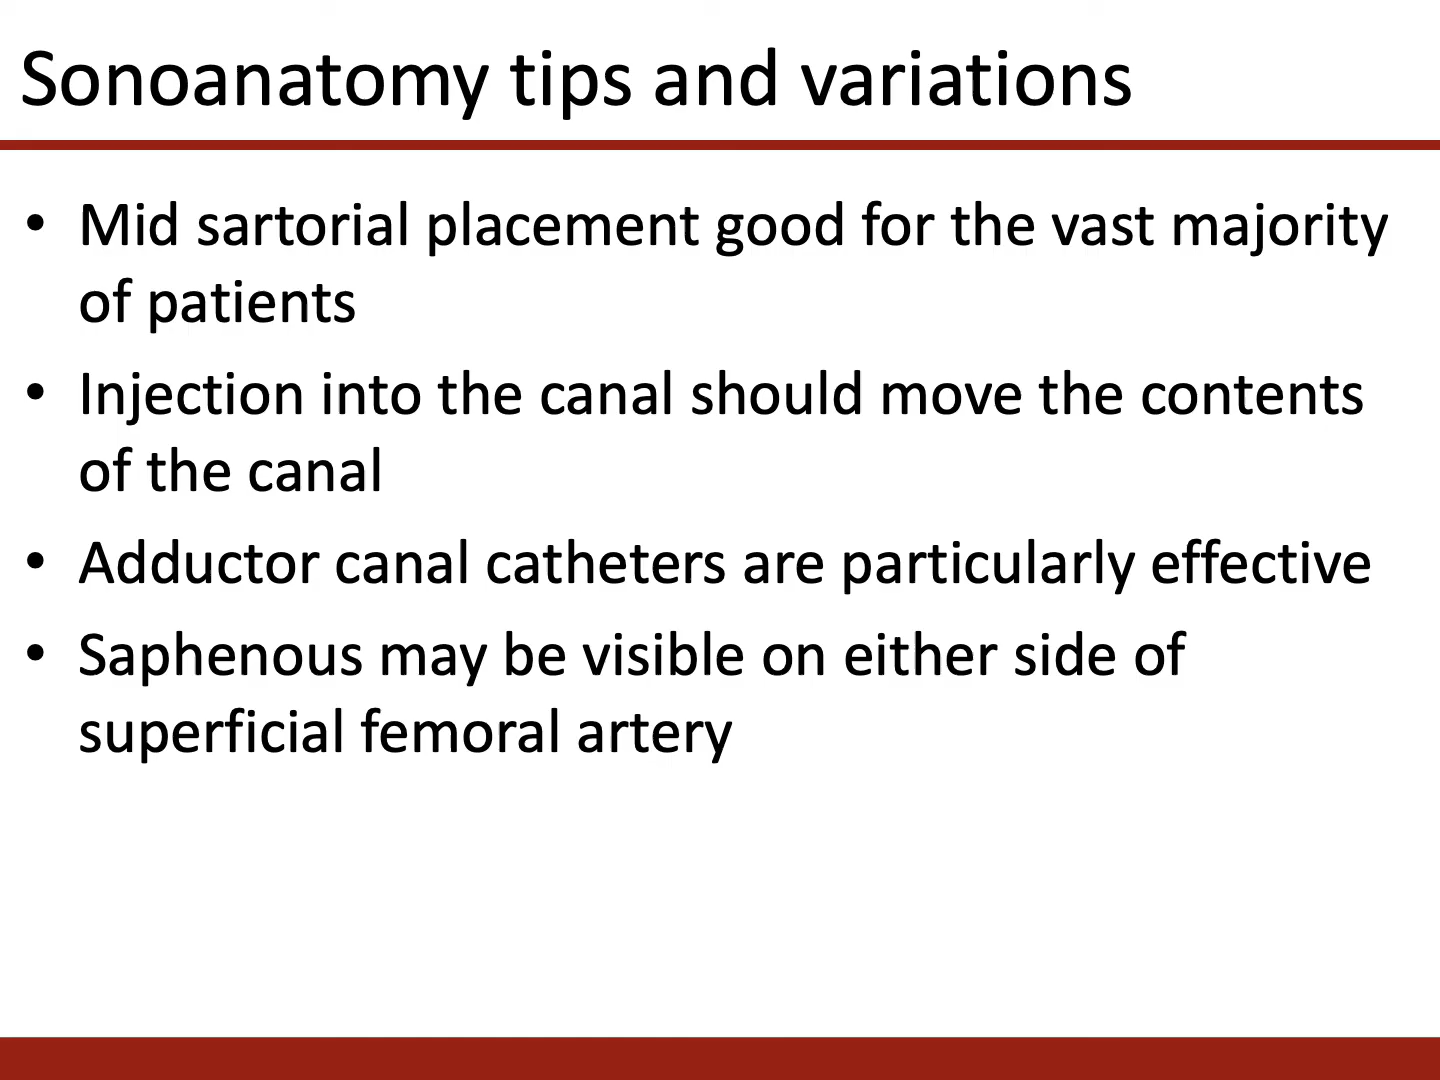 Sonoanatomy tips and variations
• Mid sartorial placement good for the vast majority
of patients
• Injection into the canal should move the contents
of the canal
• Adductor canal catheters are particularly effective
• Saphenous may be visible on either side of
superficial femoral artery